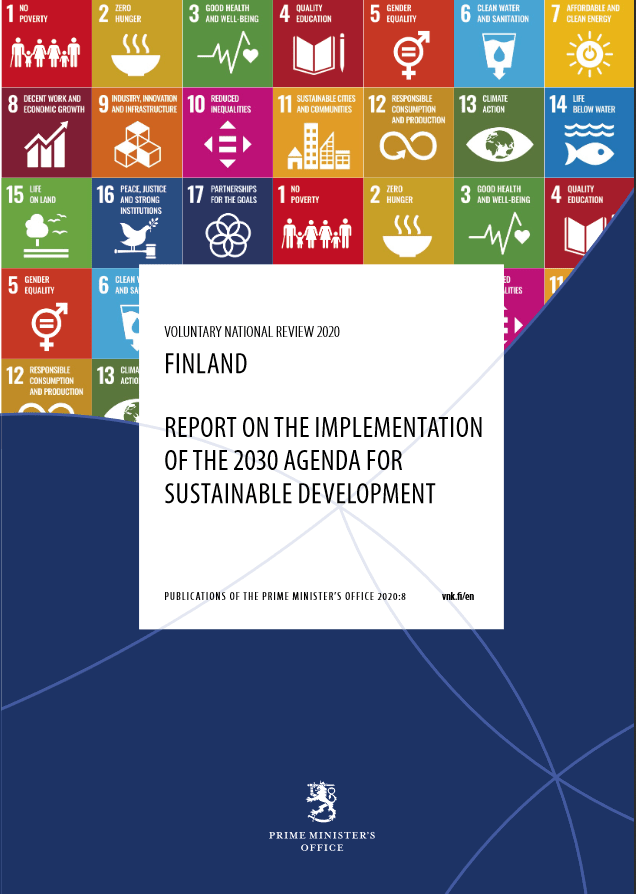 1 NO
POVERTY
2 ZERO
HUNGER
3 GOOD HEALTH
AND WELL-BEING
4 QUALITY
EDUCATION
5 GENDER
EQUALITY
6 CLEAN WATER
AND SANITATION
7 AFFORDABLE AND
CLEAN ENERGY
8 DECENT WORK AND
ECONOMIC GROWTH
9 INDUSTRY, INNOVATION
AND INFRASTRUCTURE
10 REDUCED
INEQUALITIES
11 SUSTAINABLE CITIES
AND COMMUNITIES
12 RESPONSIBLE
CONSUMPTION
AND PRODUCTION
13 CLIMATE
ACTION
14 LIFE
BELOW WATER
15 LIFE
ON LAND
16 PEACE, JUSTICE
AND STRONG
INSTITUTIONS
17 PARTNERSHIPS
FOR THE GOALS
1 NO
POVERTY
2 ZERO
HUNGER
3 GOOD HEALTH
AND WELL-BEING
4 QUALITY
EDUCATION
5 GENDER
EQUALITY
6 CLEAN
AND SA
ED
ALITIES
11
12 RESPONSIBLE
CONSUMPTION
AND PRODUCTION
13 CLIMA
ACTIO
VOLUNTARY NATIONAL REVIEW 2020
FINLAND
REPORT ON THE IMPLEMENTATION
OF THE 2030 AGENDA FOR
SUSTAINABLE DEVELOPMENT
PUBLICATIONS OF THE PRIME MINISTER'S OFFICE 2020:8 vnk.fi/en
PRIME MINISTER'S
OFFICE